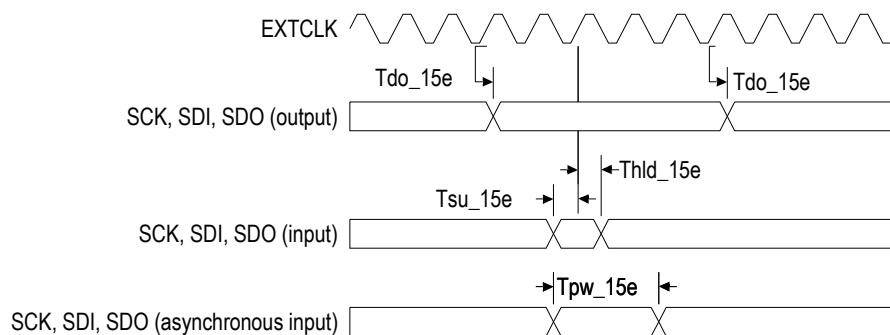 EXTCLK
Tdo_15e
Tdo_15e
SCK, SDI, SDO (output)
Thld_15e
Tsu_15e
SCK, SDI, SDO (input)
Tpw_15e
SCK, SDI, SDO (asynchronous input)